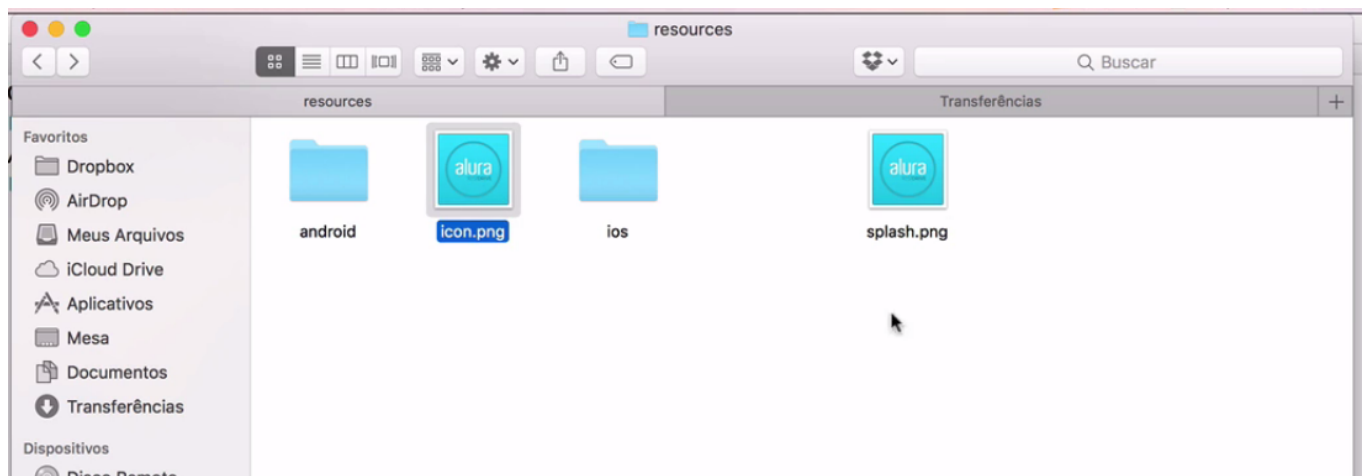 resources
Buscar
resources
Transferências
Favoritos
Dropbox
AirDrop
Meus Arquivos
iCloud Drive
Aplicativos
Mesa
Documentos
Transferências
Dispositivos
android
icon.png
ios
splash.png
alura
alura